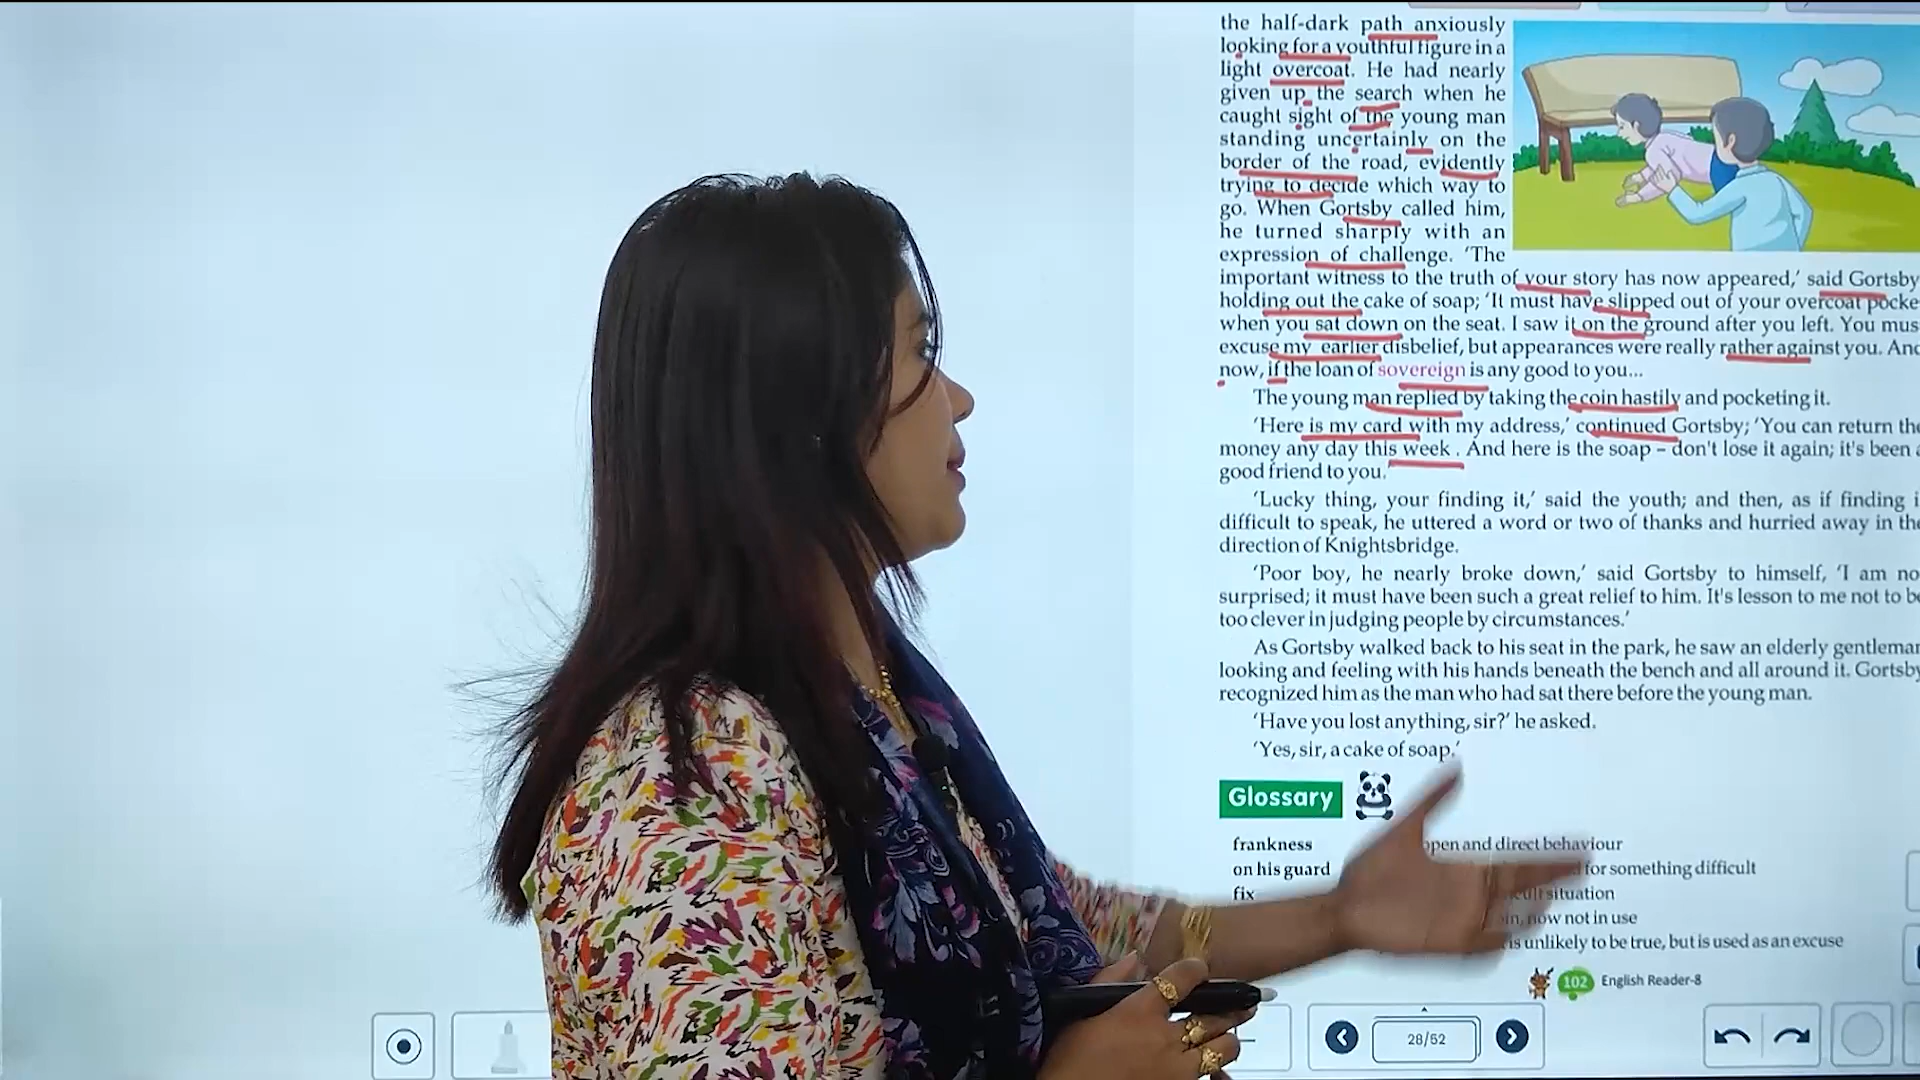 the half-dark path anxiously
looking for a youthful figure in a
light overcoat. He had nearly
given up the search when he
caught sight of the young man
standing uncertainly on the
border of the road, evidently
trying to decide which way to
go. When Gortsby called him,
he turned sharply with an
expression of challenge. ‘The
important witness to the truth of your story has now appeared,’ said Gortsby
holding out the cake of soap; ‘It must have slipped out of your overcoat pocke
when you sat down on the seat. I saw it on the ground after you left. You mus
excuse my earlier disbelief, but appearances were really rather against you. And
now, if the loan of sovereign is any good to you...
The young man replied by taking the coin hastily and pocketing it.
‘Here is my card with my address,’ continued Gortsby; ‘You can return the
money any day this week . And here is the soap – don't lose it again; it's been a
good friend to you.’
‘Lucky thing, your finding it,’ said the youth; and then, as if finding i
difficult to speak, he uttered a word or two of thanks and hurried away in the
direction of Knightsbridge.
‘Poor boy, he nearly broke down,’ said Gortsby to himself, ‘I am no
surprised; it must have been such a great relief to him. It's lesson to me not to be
too clever in judging people by circumstances.’
As Gortsby walked back to his seat in the park, he saw an elderly gentleman
looking and feeling with his hands beneath the bench and all around it. Gortsby
recognized him as the man who had sat there before the young man.
‘Have you lost anything, sir?’ he asked.
‘Yes, sir, a cake of soap.’
Glossary
frankness open and direct behaviour
on his guard for something difficult
fix situation
now not in use
is unlikely to be true, but is used as an excuse
102 English Reader-8
28/52